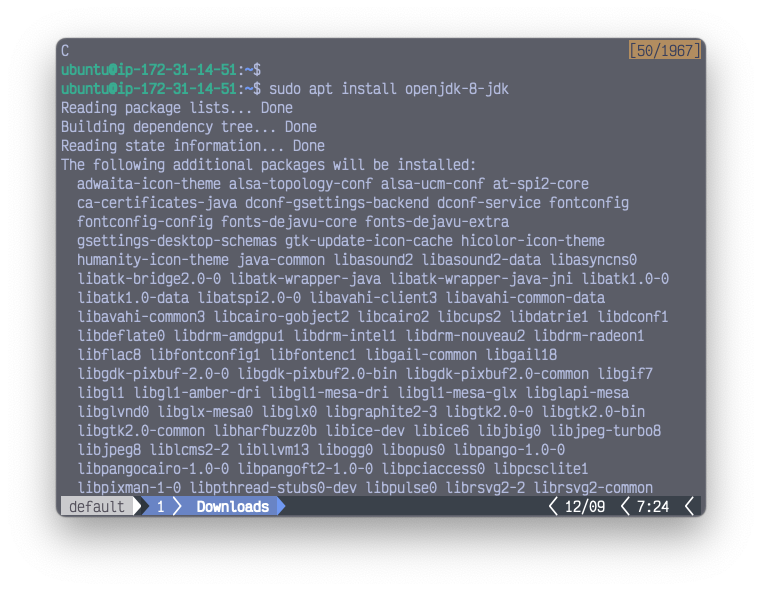 C [50/1967]
ubuntu@ip-172-31-14-51:~$
ubuntu@ip-172-31-14-51:~$ sudo apt install openjdk-8-jdk
Reading package lists... Done
Building dependency tree... Done
Reading state information... Done
The following additional packages will be installed:
  adwaita-icon-theme alsa-topology-conf alsa-ucm-conf at-spi2-core
  ca-certificates-java dconf-gsettings-backend dconf-service fontconfig
  fontconfig-config fonts-dejavu-core fonts-dejavu-extra
  gsettings-desktop-schemas gtk-update-icon-cache hicolor-icon-theme
  humanity-icon-theme java-common libasound2 libasound2-data libasyncns0
  libatk-bridge2.0-0 libatk-wrapper-java libatk-wrapper-java-jni libatk1.0-0
  libatk1.0-data libatspi2.0-0 libavahi-client3 libavahi-common-data
  libavahi-common3 libcairo-gobject2 libcairo2 libcups2 libdatrie1 libdconf1
  libdeflate0 libdrm-amdgpu1 libdrm-intel1 libdrm-nouveau2 libdrm-radeon1
  libflac8 libfontconfig1 libfontenc1 libgail-common libgail18
  libgdk-pixbuf-2.0-0 libgdk-pixbuf2.0-bin libgdk-pixbuf2.0-common libgif7
  libgl1 libgl1-amber-dri libgl1-mesa-dri libgl1-mesa-glx libglapi-mesa
  libglvnd0 libglx-mesa0 libglx0 libgraphite2-3 libgtk2.0-0 libgtk2.0-bin
  libgtk2.0-common libharfbuzz0b libice-dev libice6 libjbig0 libjpeg-turbo8
  libjpeg8 liblcms2-2 libllvm13 libogg0 libopus0 libpango-1.0-0
  libpangocairo-1.0-0 libpangoft2-1.0-0 libpciaccess0 libpcsclite1
  libpixman-1-0 libpthread-stubs0-dev libpulse0 librsvg2-2 librsvg2-common
default 1 Downloads 12/09 7:24